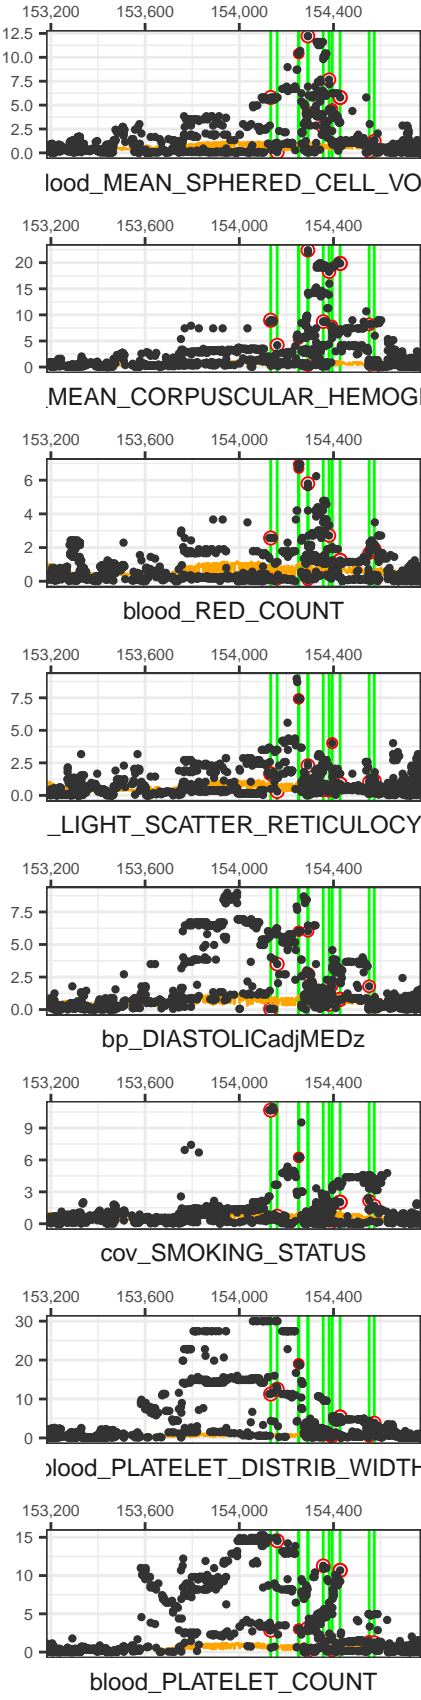 153,200 153,600 154,000 154,400
12.5
10.0
7.5
5.0
2.5
0.0
lood_MEAN_SPHERED_CELL_VO
153,200 153,600 154,000 154,400
20
15
10
5
0
_MEAN_CORPUSCULAR_HEMOGI
153,200 153,600 154,000 154,400
6
4
2
0
blood_RED_COUNT
153,200 153,600 154,000 154,400
7.5
5.0
2.5
0.0
_LIGHT_SCATTER_RETICULOCY
153,200 153,600 154,000 154,400
7.5
5.0
2.5
0.0
bp_DIASTOLICadjMEDz
153,200 153,600 154,000 154,400
9
6
3
0
cov_SMOKING_STATUS
153,200 153,600 154,000 154,400
30
20
10
0
blood_PLATELET_DISTRIB_WIDTH
153,200 153,600 154,000 154,400
15
10
5
0
blood_PLATELET_COUNT